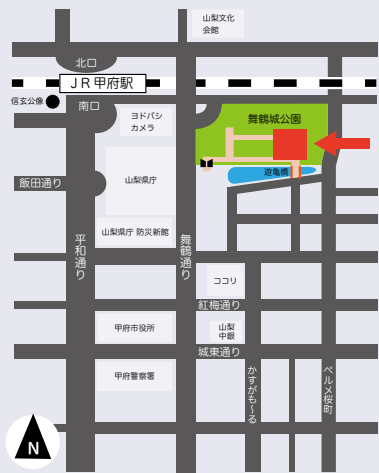 山梨文化
会館
北口
JR甲府駅
信玄公像
南口
ヨドバシ
カメラ
舞鶴城公園
遊亀橋
飯田通り
山梨県庁
山梨県庁 防災新館
平和通り
舞鶴通り
ココリ
紅梅通り
甲府市役所
山梨
中銀
城東通り
甲府警察署
かすがも〜る
ベルメ桜町
N